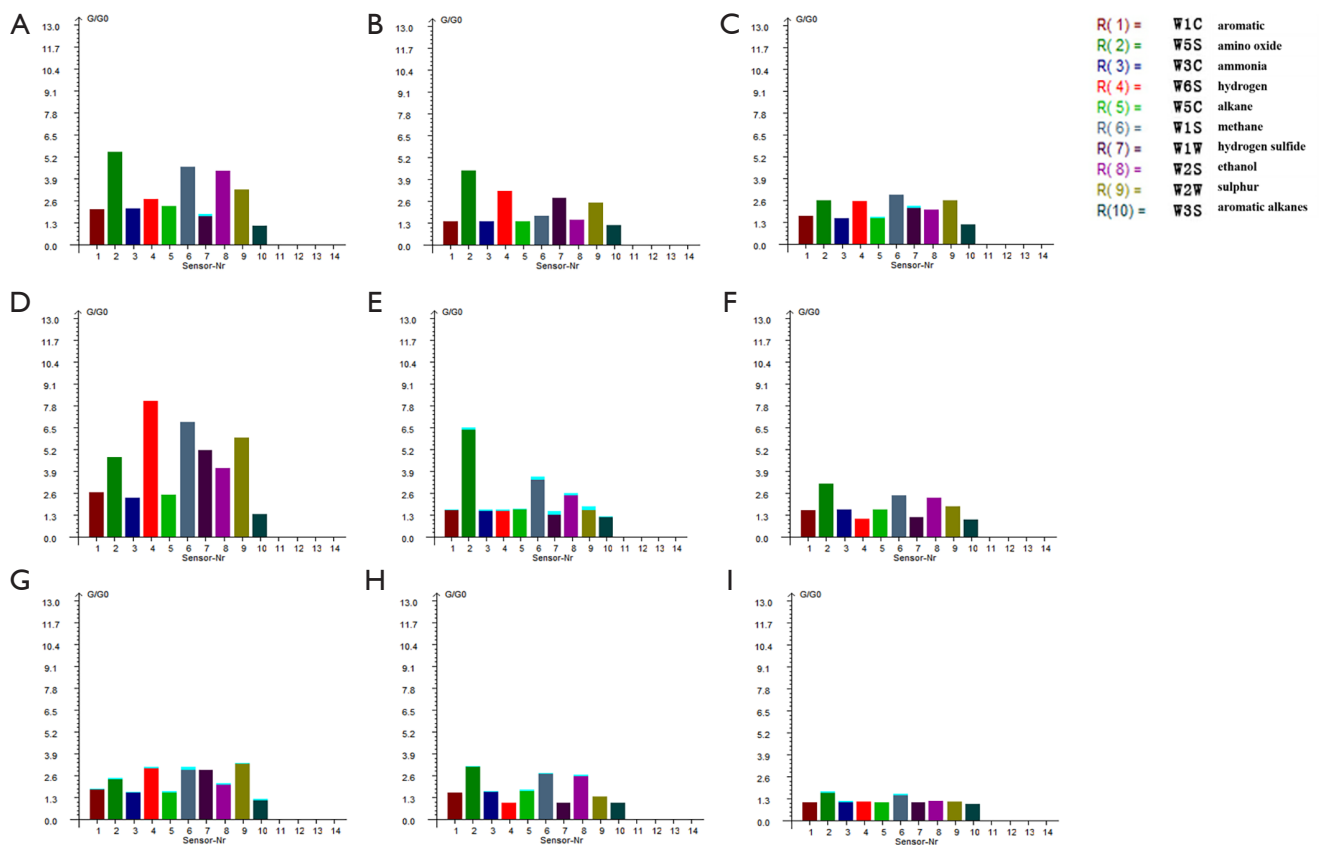 A
G/G0
13.0
11.7
10.4
9.1
7.8
6.5
5.2
3.9
2.6
1.3
0.0
1 2 3 4 5 6 7 8 9 10 11 12 13 14
Sensor-Nr
B
G/G0
13.0
11.7
10.4
9.1
7.8
6.5
5.2
3.9
2.6
1.3
0.0
1 2 3 4 5 6 7 8 9 10 11 12 13 14
Sensor-Nr
C
G/G0
13.0
11.7
10.4
9.1
7.8
6.5
5.2
3.9
2.6
1.3
0.0
1 2 3 4 5 6 7 8 9 10 11 12 13 14
Sensor-Nr
R( 1) = W1C aromatic
R( 2) = W5S amino oxide
R( 3) = W3C ammonia
R( 4) = W6S hydrogen
R( 5) = W5C alkane
R( 6) = W1S methane
R( 7) = W1W hydrogen sulfide
R( 8) = W2S ethanol
R( 9) = W2W sulphur
R(10) = W3S aromatic alkanes
D
G/G0
13.0
11.7
10.4
9.1
7.8
6.5
5.2
3.9
2.6
1.3
0.0
1 2 3 4 5 6 7 8 9 10 11 12 13 14
Sensor-Nr
E
G/G0
13.0
11.7
10.4
9.1
7.8
6.5
5.2
3.9
2.6
1.3
0.0
1 2 3 4 5 6 7 8 9 10 11 12 13 14
Sensor-Nr
F
G/G0
13.0
11.7
10.4
9.1
7.8
6.5
5.2
3.9
2.6
1.3
0.0
1 2 3 4 5 6 7 8 9 10 11 12 13 14
Sensor-Nr
G
G/G0
13.0
11.7
10.4
9.1
7.8
6.5
5.2
3.9
2.6
1.3
0.0
1 2 3 4 5 6 7 8 9 10 11 12 13 14
Sensor-Nr
H
G/G0
13.0
11.7
10.4
9.1
7.8
6.5
5.2
3.9
2.6
1.3
0.0
1 2 3 4 5 6 7 8 9 10 11 12 13 14
Sensor-Nr
I
G/G0
13.0
11.7
10.4
9.1
7.8
6.5
5.2
3.9
2.6
1.3
0.0
1 2 3 4 5 6 7 8 9 10 11 12 13 14
Sensor-Nr